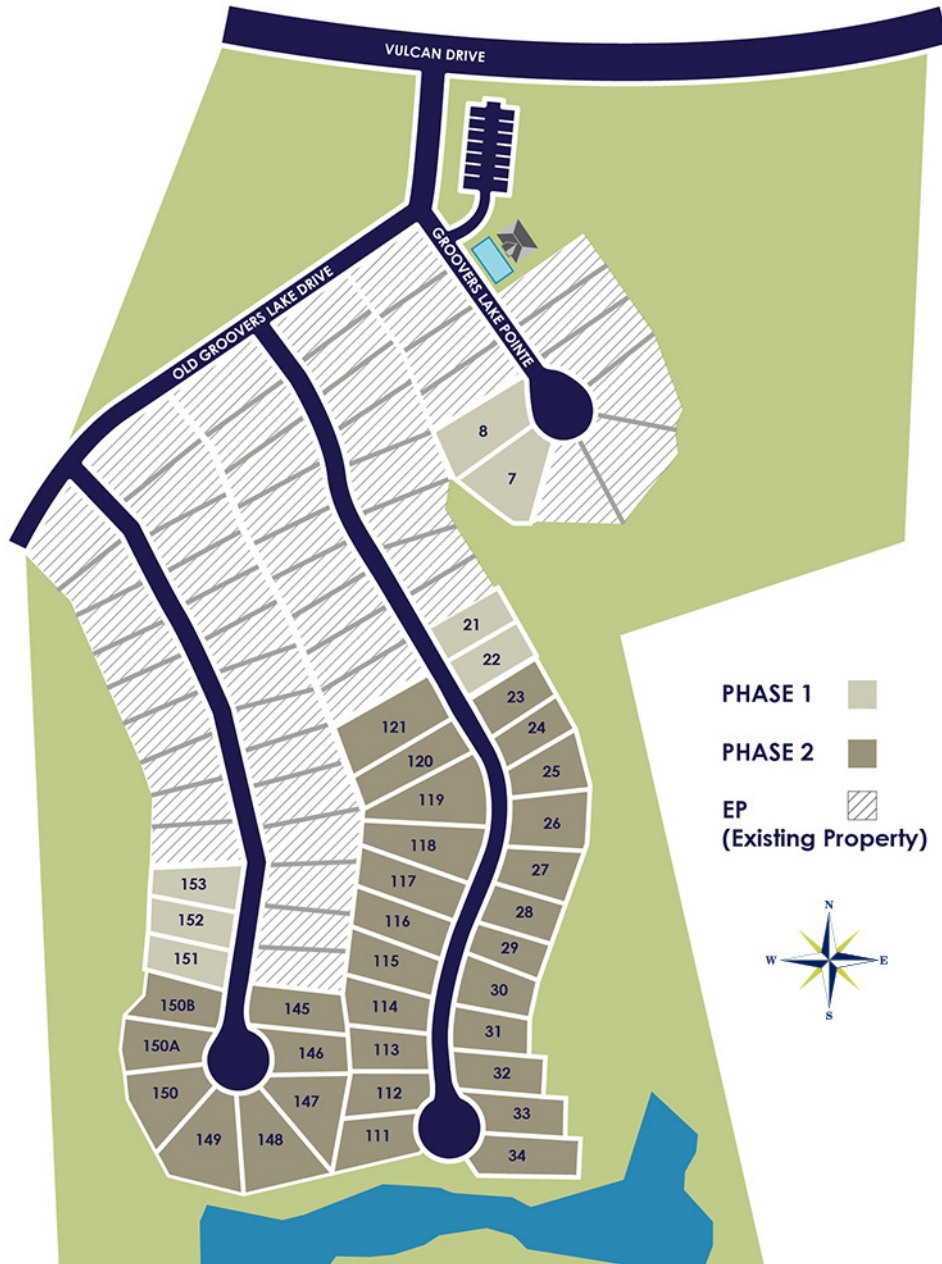 VULCAN DRIVE
OLD GROOVERS LAKE DRIVE
GROOVERS LAKE POINTE
8
7
21
22
23
24
25
26
27
28
29
30
31
32
33
34
121
120
119
118
117
116
115
114
113
112
111
153
152
151
150B
150A
150
149
148
147
146
145
PHASE 1
PHASE 2
EP
(Existing Property)
N
W
E
S